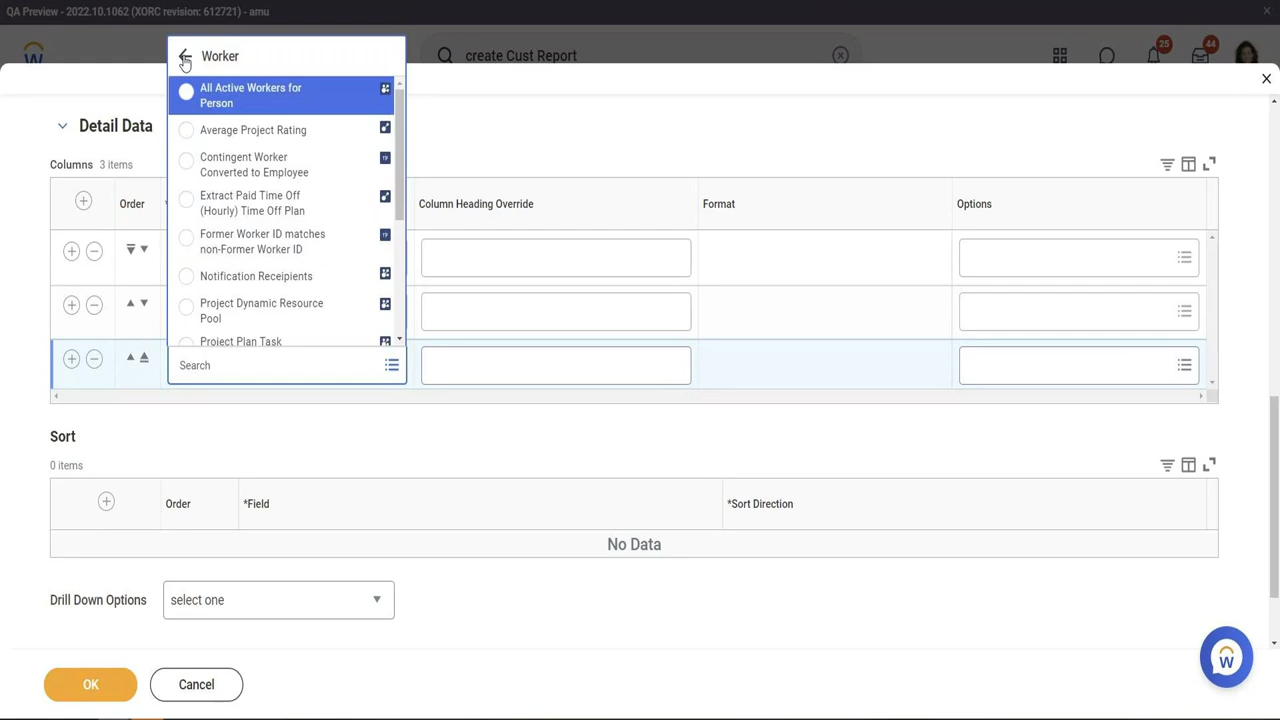 QA Preview - 2022.10.1062 (XORC revision: 612721) - amu
create Cust Report
25
44
Worker
All Active Workers for
Person
Average Project Rating
Contingent Worker
Converted to Employee
Extract Paid Time Off
(Hourly) Time Off Plan
Former Worker ID matches
non-Former Worker ID
Notification Receipients
Project Dynamic Resource
Pool
Project Plan Task
Search
Detail Data
Columns 3 items
Order
Column Heading Override
Format
Options
Sort
0 items
Order
*Field
*Sort Direction
No Data
Drill Down Options
select one
OK
Cancel